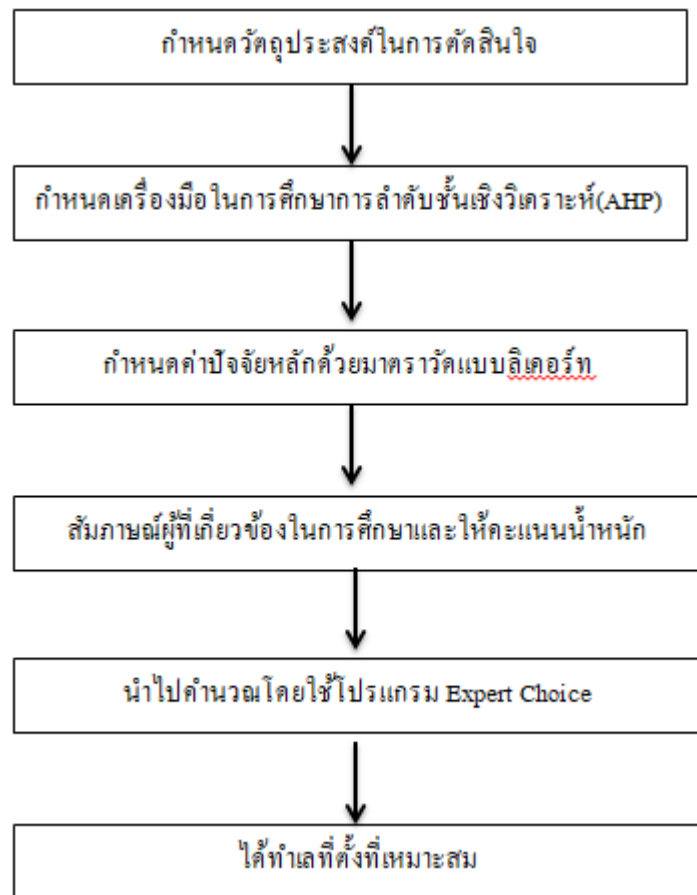 กำหนดวัตถุประสงค์ในการตัดสินใจ
กำหนดเครื่องมือในการศึกษาการลำดับชั้นเชิงวิเคราะห์(AHP)
กำหนดค่าปัจจัยหลักด้วยมาตราวัดแบบลิเคอร์ท
สัมภาษณ์ผู้ที่เกี่ยวข้องในการศึกษาและให้คะแนนน้ำหนัก
นำไปคำนวณโดยใช้โปรแกรม Expert Choice
ได้ทำเลที่ตั้งที่เหมาะสม